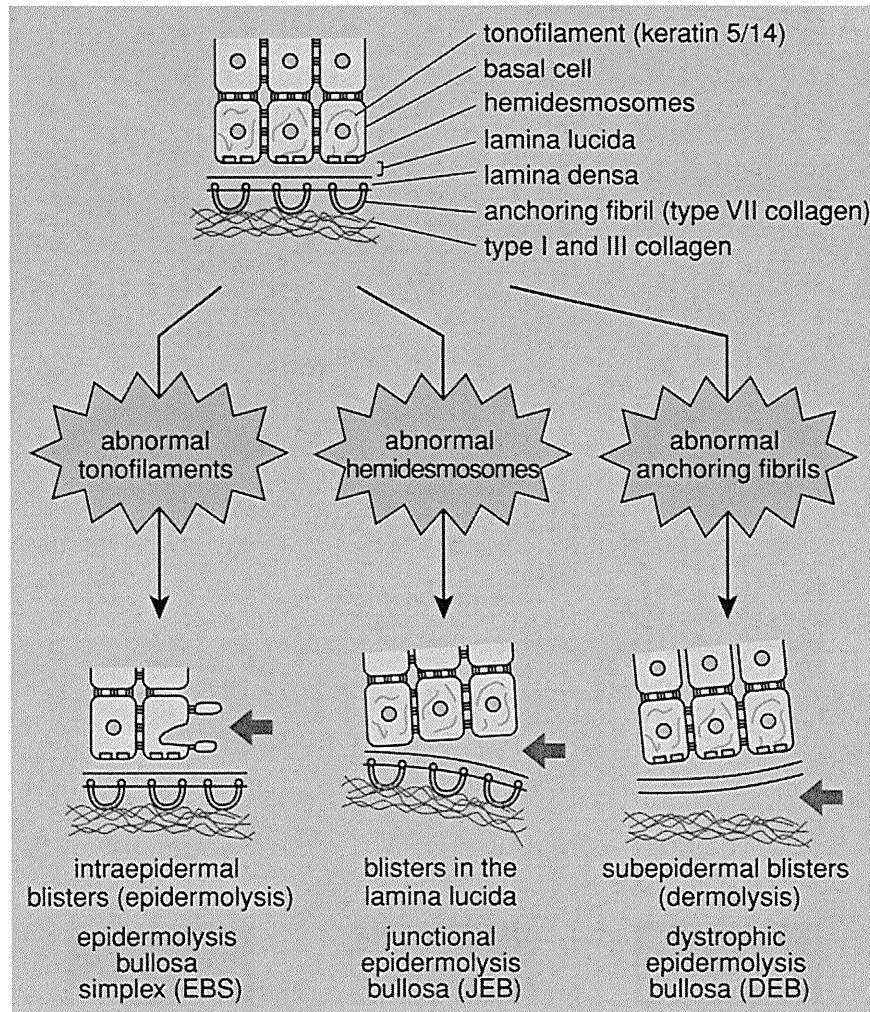 tonofilament (keratin 5/14)
basal cell
hemidesmosomes
lamina lucida
lamina densa
anchoring fibril (type VII collagen)
type I and III collagen
abnormal
tonofilaments
abnormal
hemidesmosomes
abnormal
anchoring fibrils
intraepidermal
blisters (epidermolysis)
epidermolysis
bullosa
simplex (EBS)
blisters in the
lamina lucida
junctional
epidermolysis
bullosa (JEB)
subepidermal blisters
(dermolysis)
dystrophic
epidermolysis
bullosa (DEB)